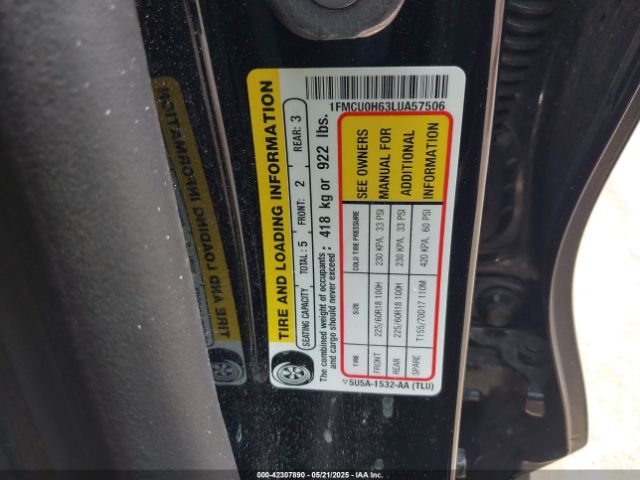 1FMCU0H63LUA57506
TIRE AND LOADING INFORMATION
SEATING CAPACITY TOTAL: 5 FRONT: 2 REAR: 3
The combined weight of occupants and cargo should never exceed: 418 kg or 922 lbs.
TIRE SIZE COLD TIRE PRESSURE
FRONT 225/60R18 100H 230 KPA, 33 PSI
REAR 225/60R18 100H 230 KPA, 33 PSI
SPARE T155/70D17 110M 420 KPA, 60 PSI
SEE OWNERS
MANUAL FOR
ADDITIONAL
INFORMATION
5U5A-1532-AA (TLU)
TIRE AND LOADING INFORMATION
000-42307890 - 05/21/2025 - IAAI.COM